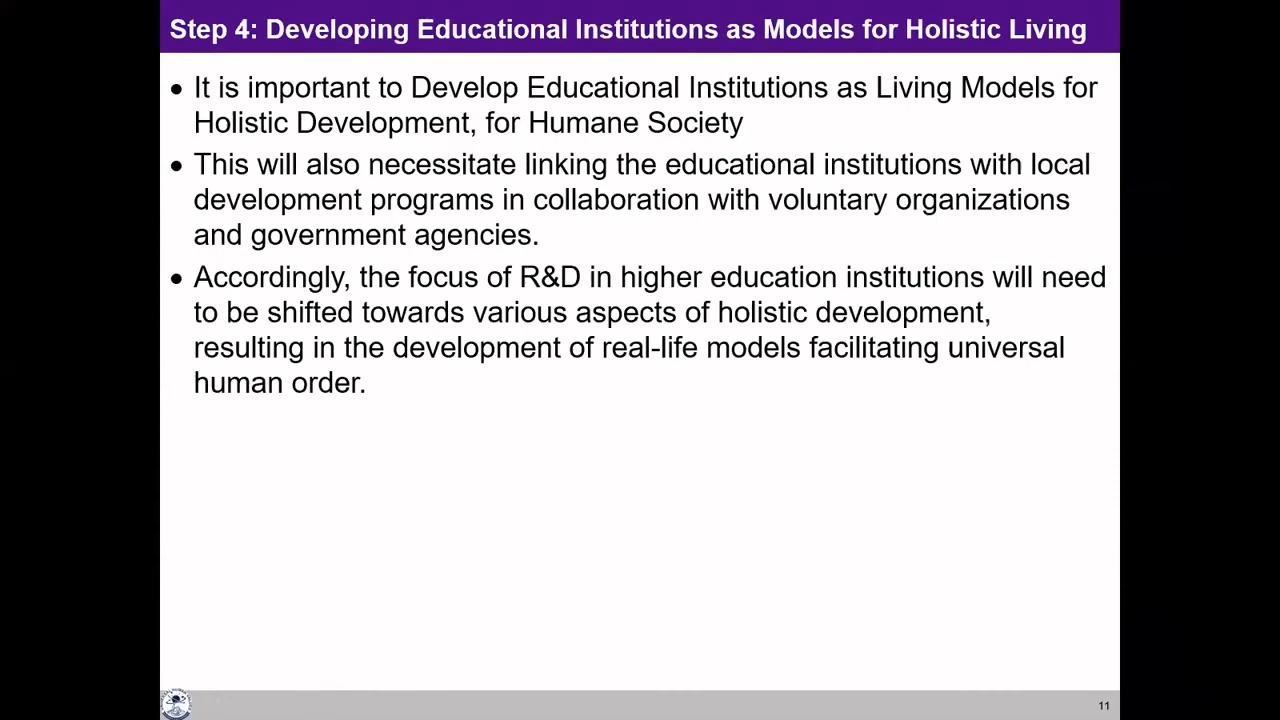 Step 4: Developing Educational Institutions as Models for Holistic Living
• It is important to Develop Educational Institutions as Living Models for
Holistic Development, for Humane Society
• This will also necessitate linking the educational institutions with local
development programs in collaboration with voluntary organizations
and government agencies.
• Accordingly, the focus of R&D in higher education institutions will need
to be shifted towards various aspects of holistic development,
resulting in the development of real-life models facilitating universal
human order.
11